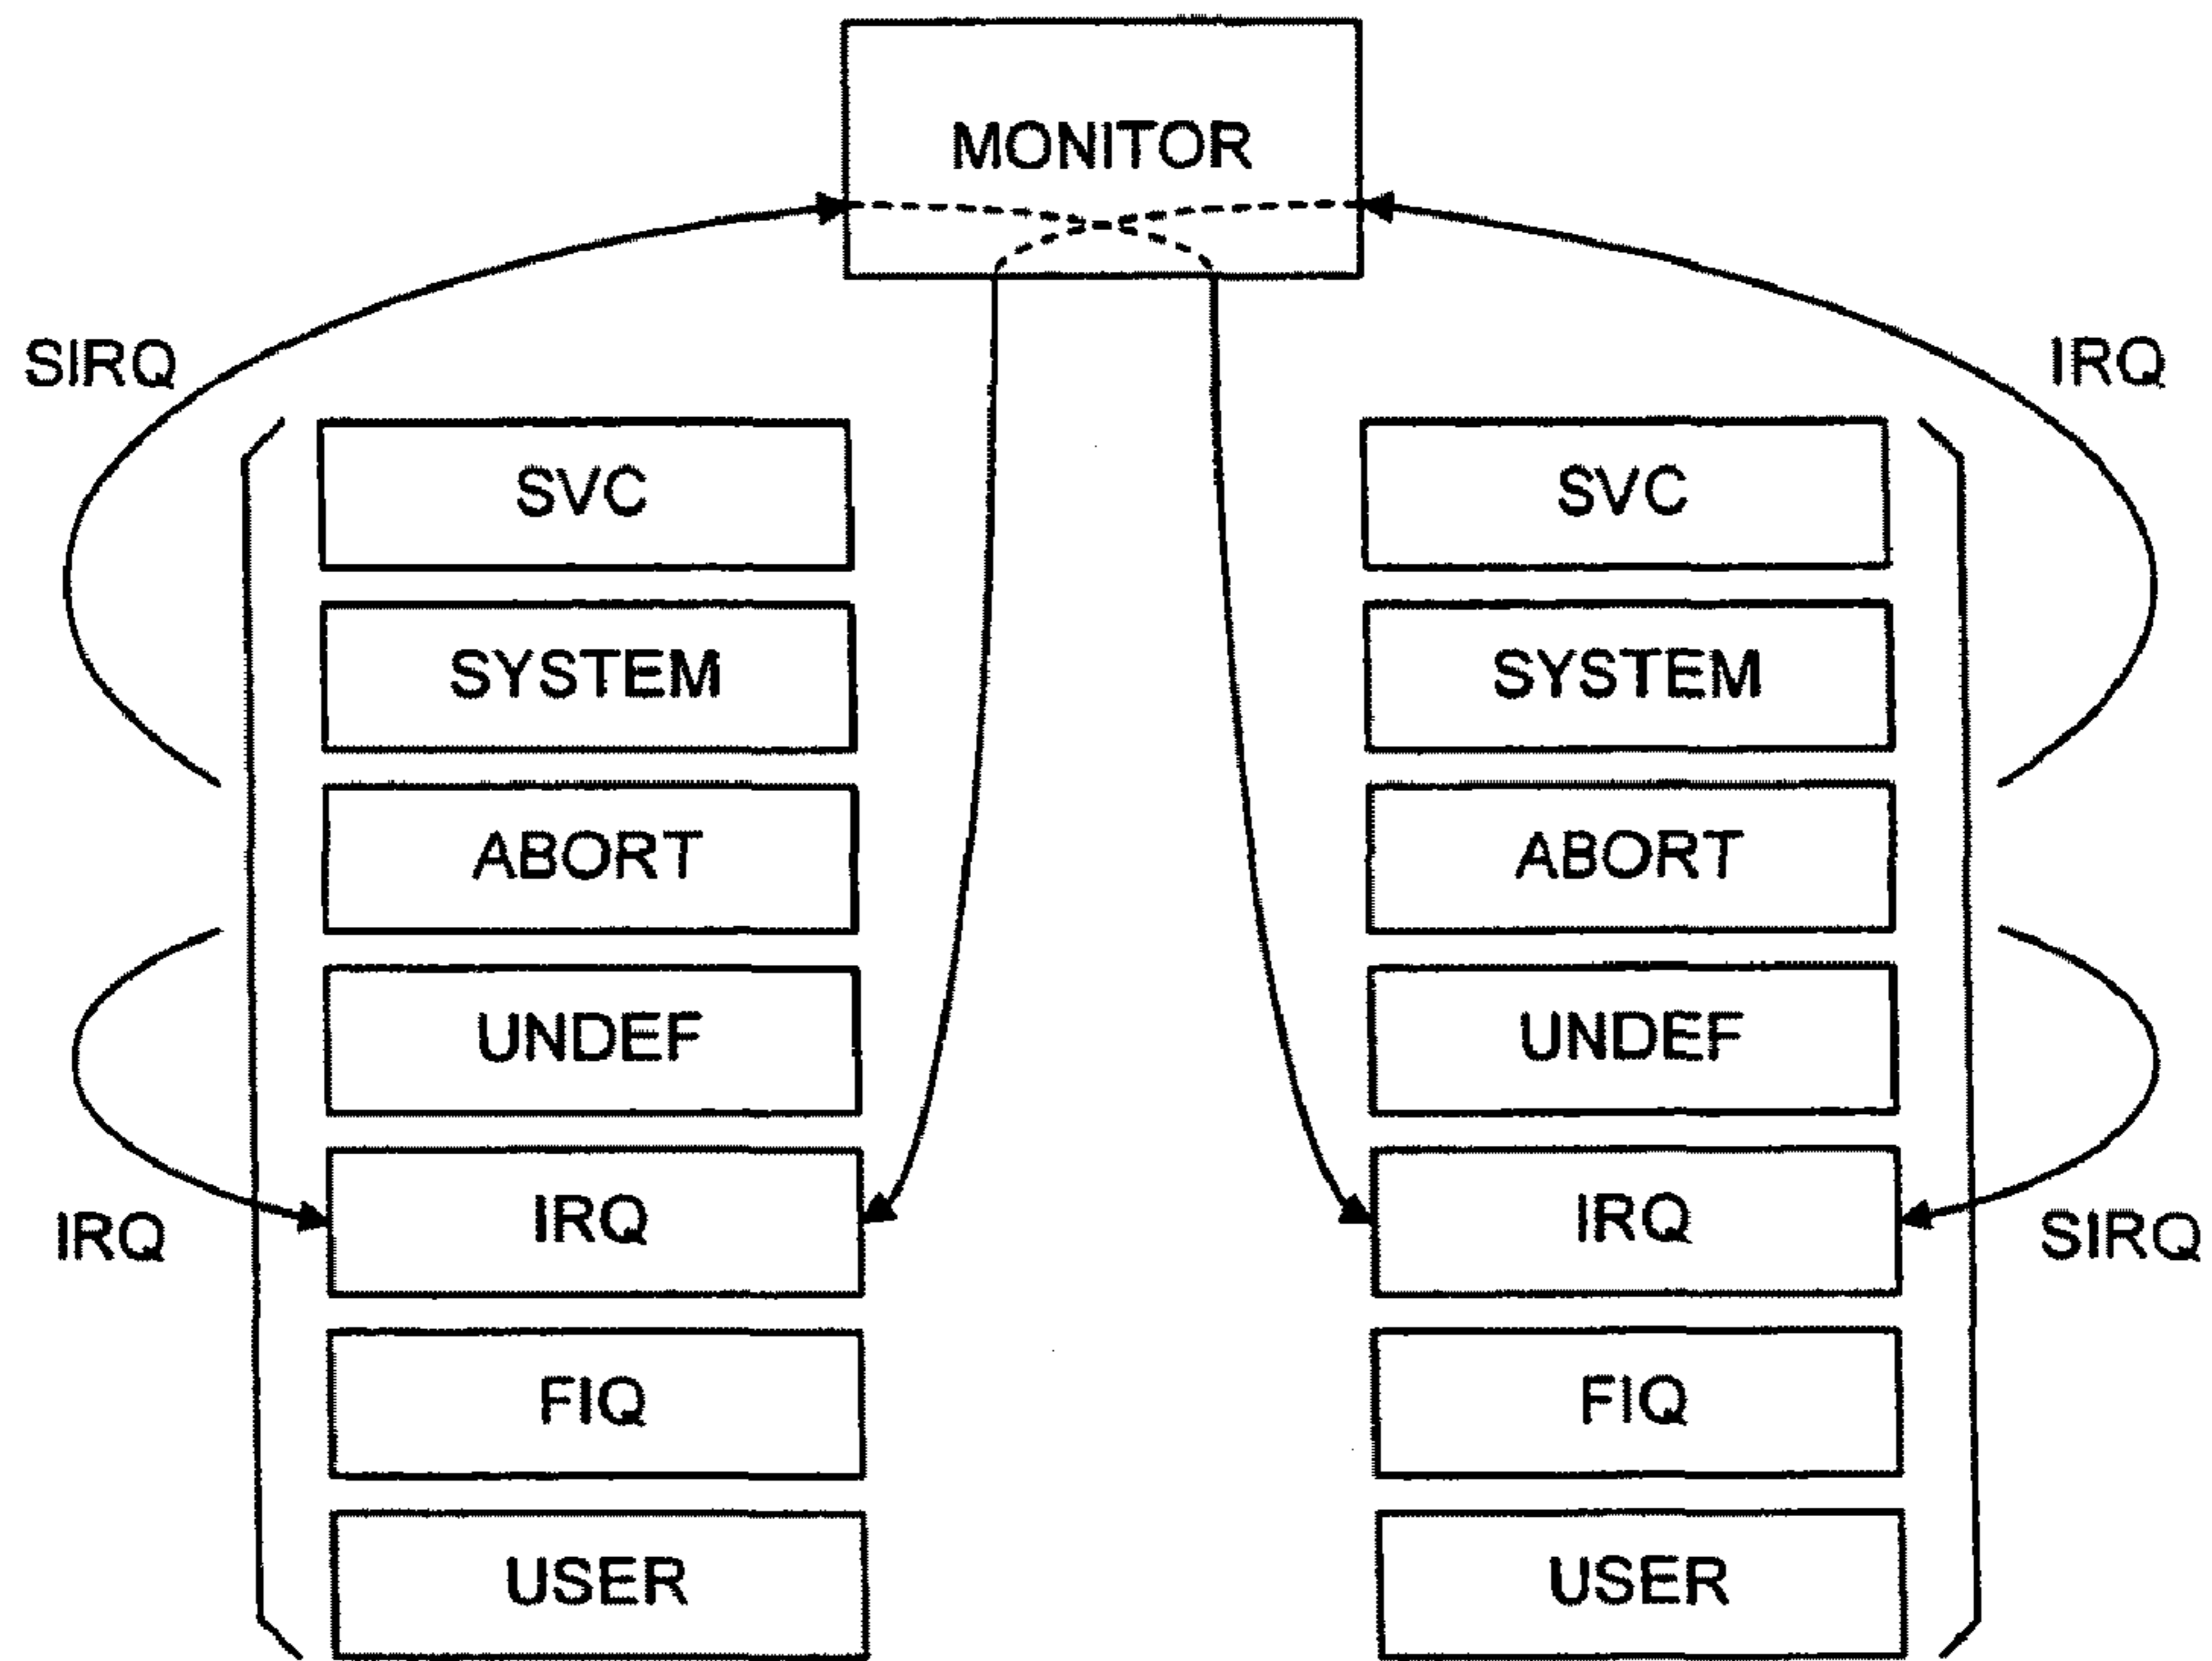 MONITOR
SIRQ
IRQ
SVC
SVC
SYSTEM
SYSTEM
ABORT
ABORT
UNDEF
UNDEF
IRQ
IRQ
IRQ
SIRQ
FIQ
FIQ
USER
USER